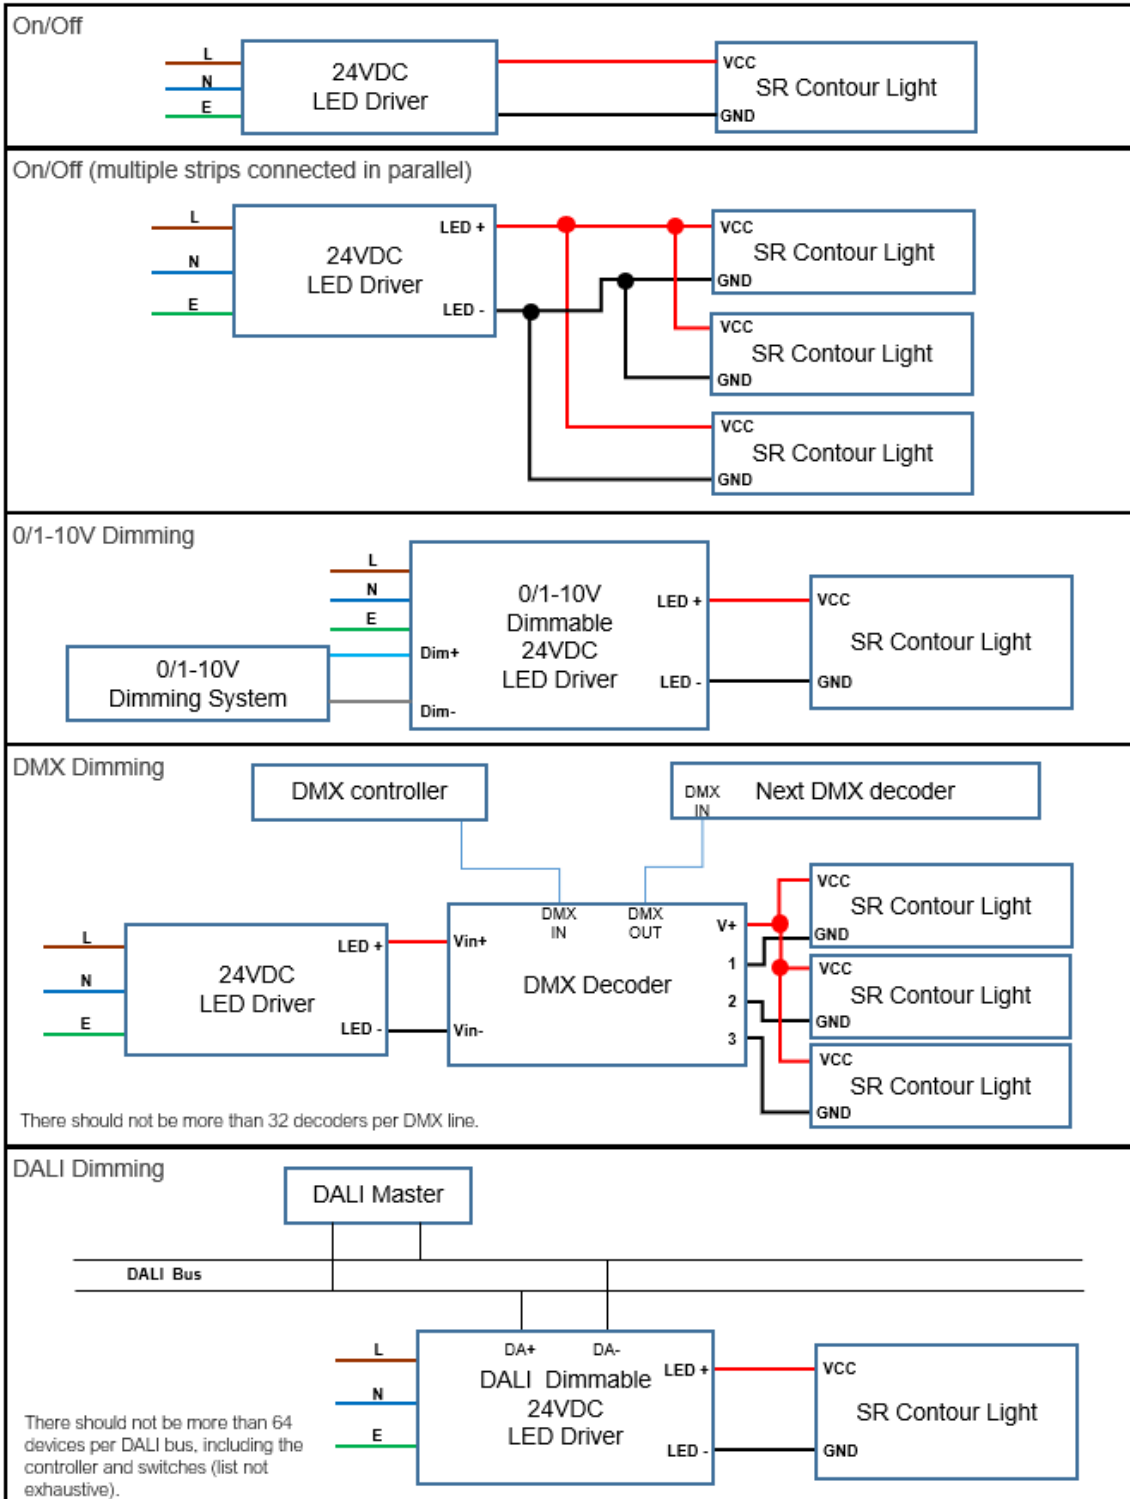 On/Off
L
N
E
24VDC
LED Driver
VCC
SR Contour Light
GND
On/Off (multiple strips connected in parallel)
L
N
E
24VDC
LED Driver
LED +
LED -
VCC
SR Contour Light
GND
VCC
SR Contour Light
GND
VCC
SR Contour Light
GND
0/1-10V Dimming
L
N
E
0/1-10V
Dimming System
Dim+
Dim-
0/1-10V
Dimmable
24VDC
LED Driver
LED +
LED -
VCC
SR Contour Light
GND
DMX Dimming
DMX controller
DMX
IN
Next DMX decoder
L
N
E
24VDC
LED Driver
LED +
LED -
Vin+
Vin-
DMX
IN
DMX
OUT
DMX Decoder
V+
1
2
3
VCC
SR Contour Light
GND
VCC
SR Contour Light
GND
VCC
SR Contour Light
GND
There should not be more than 32 decoders per DMX line.
DALI Dimming
DALI Master
DALI Bus
L
N
E
DA+
DA-
DALI Dimmable
24VDC
LED Driver
LED +
LED -
VCC
SR Contour Light
GND
There should not be more than 64
devices per DALI bus, including the
controller and switches (list not
exhaustive).